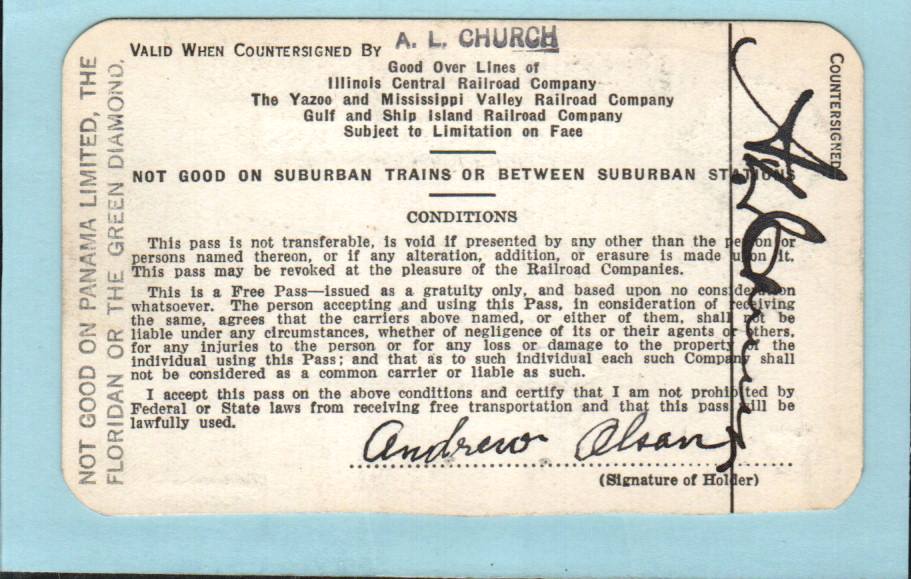 VALID WHEN COUNTERSIGNED BY A. L. CHURCH
Good Over Lines of
Illinois Central Railroad Company
The Yazoo and Mississippi Valley Railroad Company
Gulf and Ship Island Railroad Company
Subject to Limitation on Face
NOT GOOD ON SUBURBAN TRAINS OR BETWEEN SUBURBAN STATIONS
CONDITIONS
This pass is not transferable, is void if presented by any other than the person or
persons named thereon, or if any alteration, addition, or erasure is made upon it.
This pass may be revoked at the pleasure of the Railroad Companies.
This is a Free Pass—issued as a gratuity only, and based upon no consideration
whatsoever. The person accepting and using this Pass, in consideration of receiving
the same, agrees that the carriers above named, or either of them, shall not be
liable under any circumstances, whether of negligence of its or their agents or others,
for any injuries to the person or for any loss or damage to the property of the
individual using this Pass; and that as to such individual each such Company shall
not be considered as a common carrier or liable as such.
I accept this pass on the above conditions and certify that I am not prohibited by
Federal or State laws from receiving free transportation and that this pass will be
lawfully used.
Andrew Olson
(Signature of Holder)
NOT GOOD ON PANAMA LIMITED, THE
FLORIDAN OR THE GREEN DIAMOND.
COUNTERSIGNED